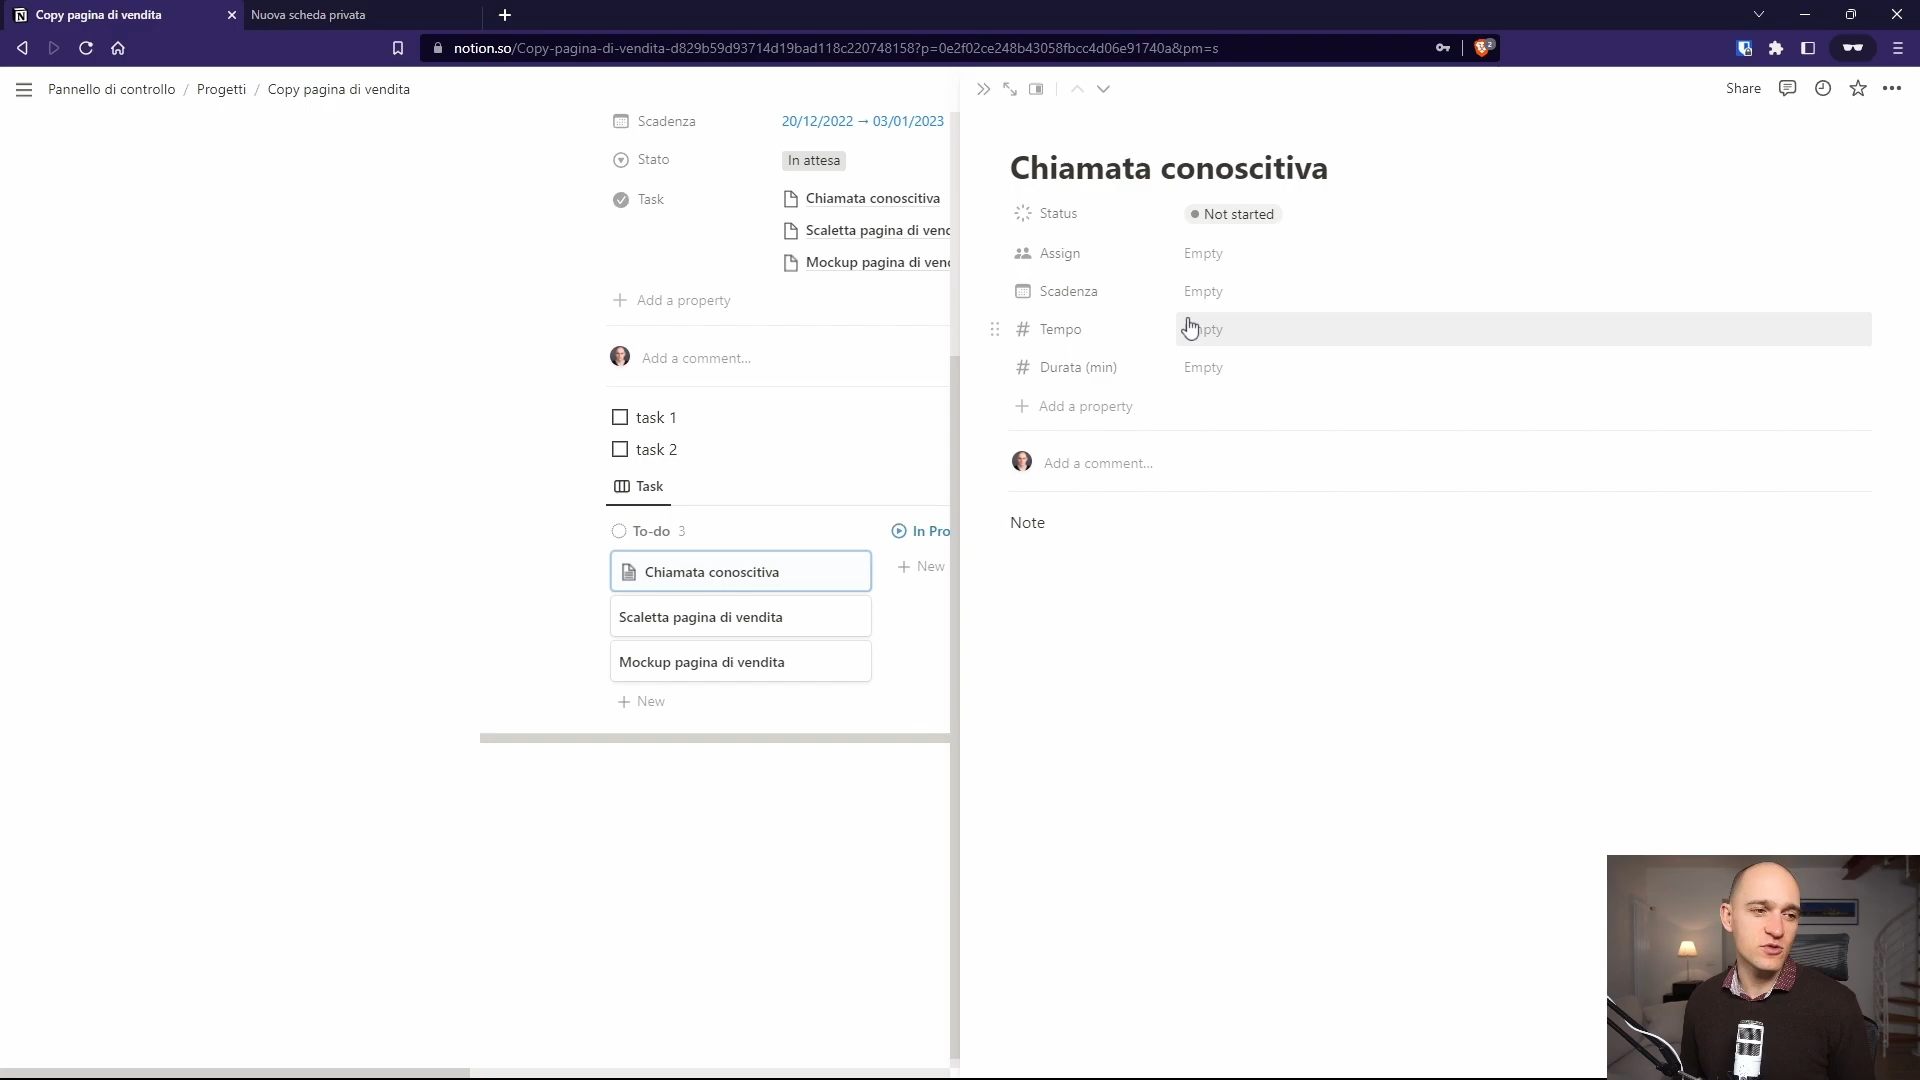 Copy pagina di vendita
Nuova scheda privata
notion.so/Copy-pagina-di-vendita-d829b59d93714d19bad118c220748158?p=0e2f02ce248b43058fbcc4d06e91740a&pm=s
2
Pannello di controllo / Progetti / Copy pagina di vendita
Share
Scadenza
20/12/2022 → 03/01/2023
Stato
In attesa
Task
Chiamata conoscitiva
Scaletta pagina di vend
Mockup pagina di vend
Add a property
Add a comment...
task 1
task 2
Task
To-do 3
In Pro
Chiamata conoscitiva
New
Scaletta pagina di vendita
Mockup pagina di vendita
New
Chiamata conoscitiva
Status
Not started
Assign
Empty
Scadenza
Empty
Tempo
pty
Durata (min)
Empty
Add a property
Add a comment...
Note